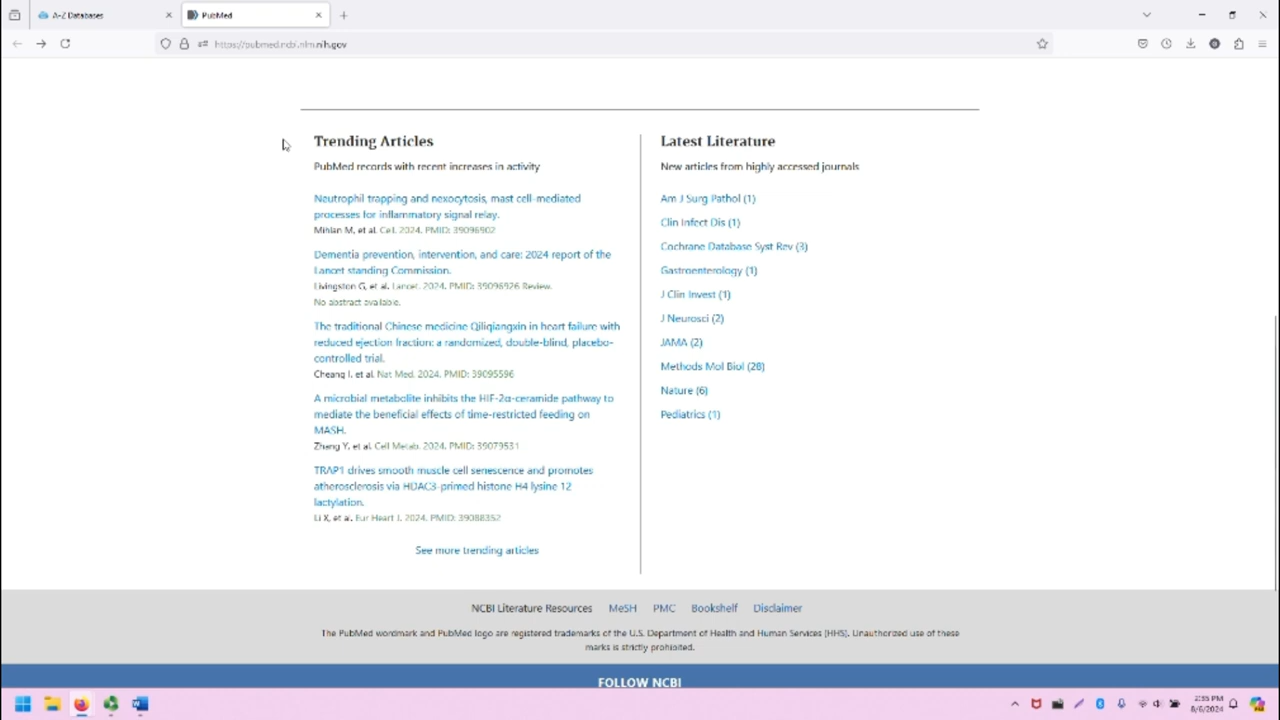 A-Z Databases
PubMed
https://pubmed.ncbi.nlm.nih.gov
Trending Articles
PubMed records with recent increases in activity
Neutrophil trapping and nexocytosis, mast cell-mediated
processes for inflammatory signal relay.
Mihlan M, et al. Cell. 2024. PMID: 39096902
Dementia prevention, intervention, and care: 2024 report of the
Lancet standing Commission.
Livingston G, et al. Lancet. 2024. PMID: 39096926 Review.
No abstract available.
The traditional Chinese medicine Qiliqiangxin in heart failure with
reduced ejection fraction: a randomized, double-blind, placebo-
controlled trial.
Cheang I, et al. Nat Med. 2024. PMID: 39095596
A microbial metabolite inhibits the HIF-2α-ceramide pathway to
mediate the beneficial effects of time-restricted feeding on
MASH.
Zhang Y, et al. Cell Metab. 2024. PMID: 39079531
TRAP1 drives smooth muscle cell senescence and promotes
atherosclerosis via HDAC3-primed histone H4 lysine 12
lactylation.
Li X, et al. Eur Heart J. 2024. PMID: 39088352
See more trending articles
Latest Literature
New articles from highly accessed journals
Am J Surg Pathol (1)
Clin Infect Dis (1)
Cochrane Database Syst Rev (3)
Gastroenterology (1)
J Clin Invest (1)
J Neurosci (2)
JAMA (2)
Methods Mol Biol (28)
Nature (6)
Pediatrics (1)
NCBI Literature Resources MeSH PMC Bookshelf Disclaimer
The PubMed wordmark and PubMed logo are registered trademarks of the U.S. Department of Health and Human Services (HHS). Unauthorized use of these
marks is strictly prohibited.
FOLLOW NCBI
2:35 PM
8/6/2024